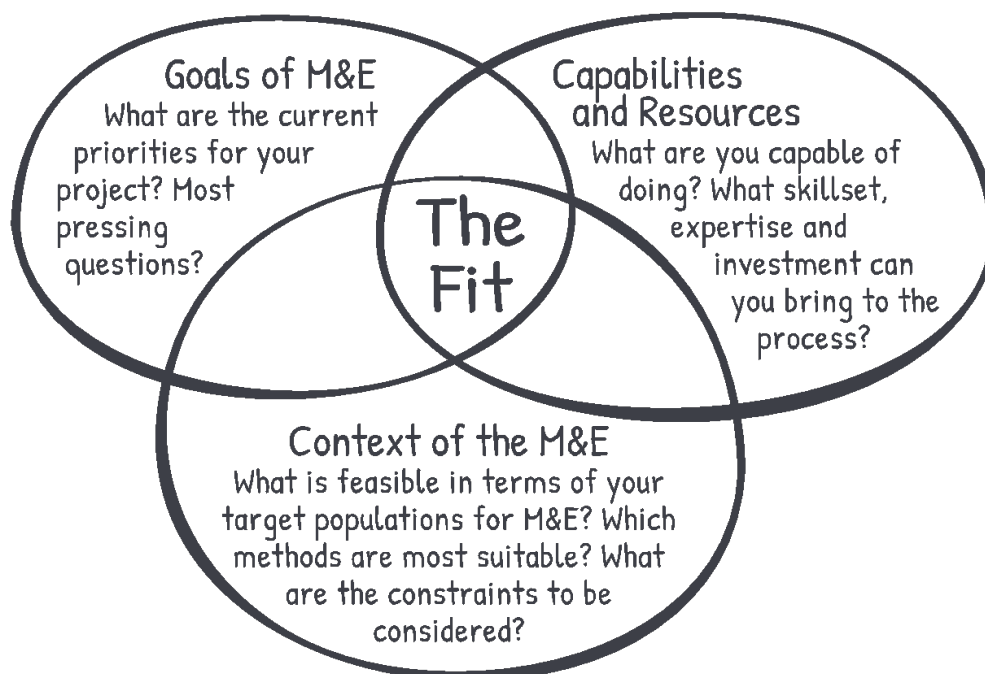 Goals of M&E
What are the current
priorities for your
project? Most
pressing
questions?
Capabilities
and Resources
What are you capable of
doing? What skillset,
expertise and
investment can
you bring to the
process?
The
Fit
Context of the M&E
What is feasible in terms of your
target populations for M&E? Which
methods are most suitable? What
are the constraints to be
considered?